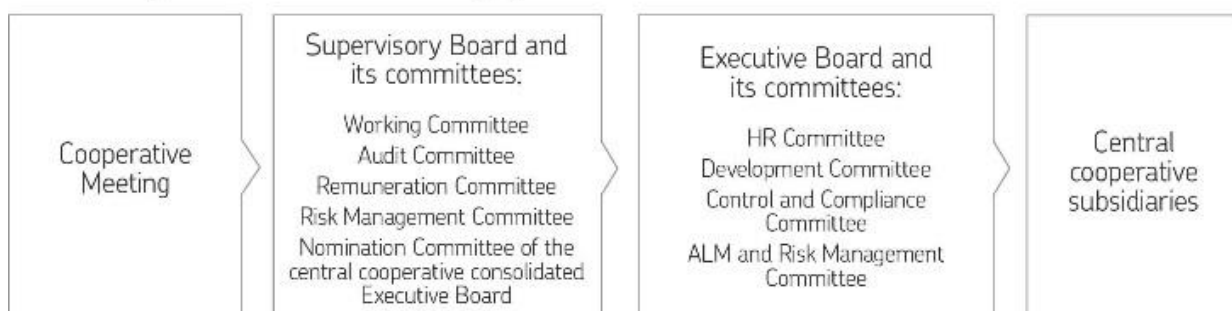 Cooperative
Meeting
Supervisory Board and
its committees:
Working Committee
Audit Committee
Remuneration Committee
Risk Management Committee
Nomination Committee of the
central cooperative consolidated
Executive Board
Executive Board and
its committees:
HR Committee
Development Committee
Control and Compliance
Committee
ALM and Risk Management
Committee
Central
cooperative
subsidiaries